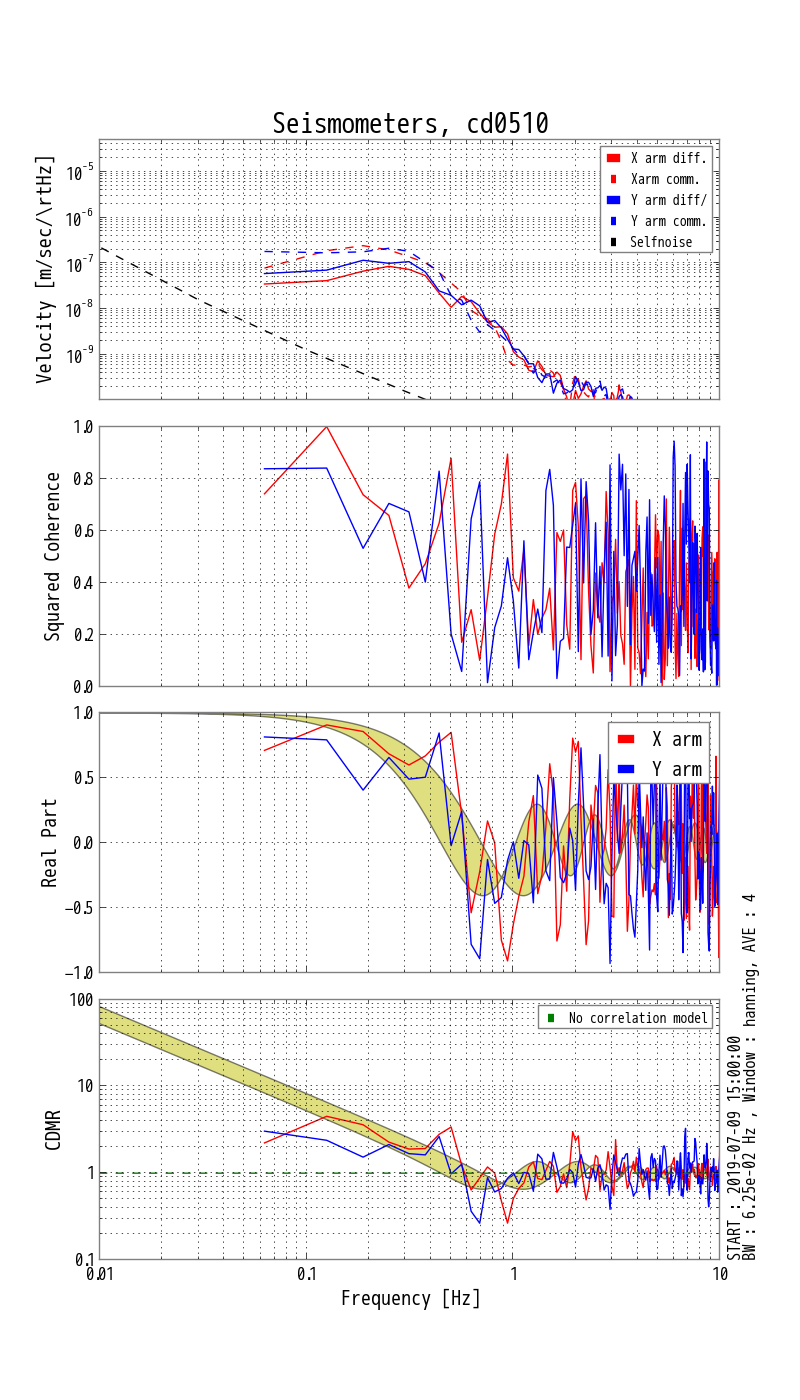 Seismometers, cd0510
Velocity [m/sec/\rtHz]
10^-5
10^-6
10^-7
10^-8
10^-9
X arm diff.
Xarm comm.
Y arm diff/
Y arm comm.
Selfnoise
Squared Coherence
1.0
0.8
0.6
0.4
0.2
0.0
Real Part
1.0
0.5
0.0
−0.5
−1.0
X arm
Y arm
CDMR
100
10
1
0.1
No correlation model
0.01
0.1
1
10
Frequency [Hz]
START : 2019-07-09 15:00:00
BW : 6.25e-02 Hz , Window : hanning, AVE : 4